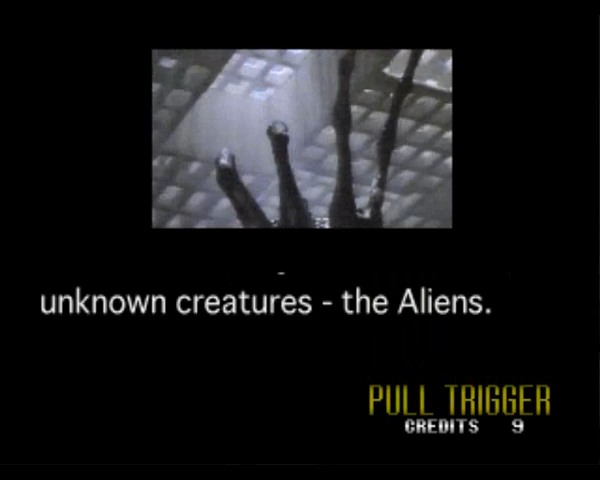 unknown creatures - the Aliens.
PULL TRIGGER
CREDITS 9